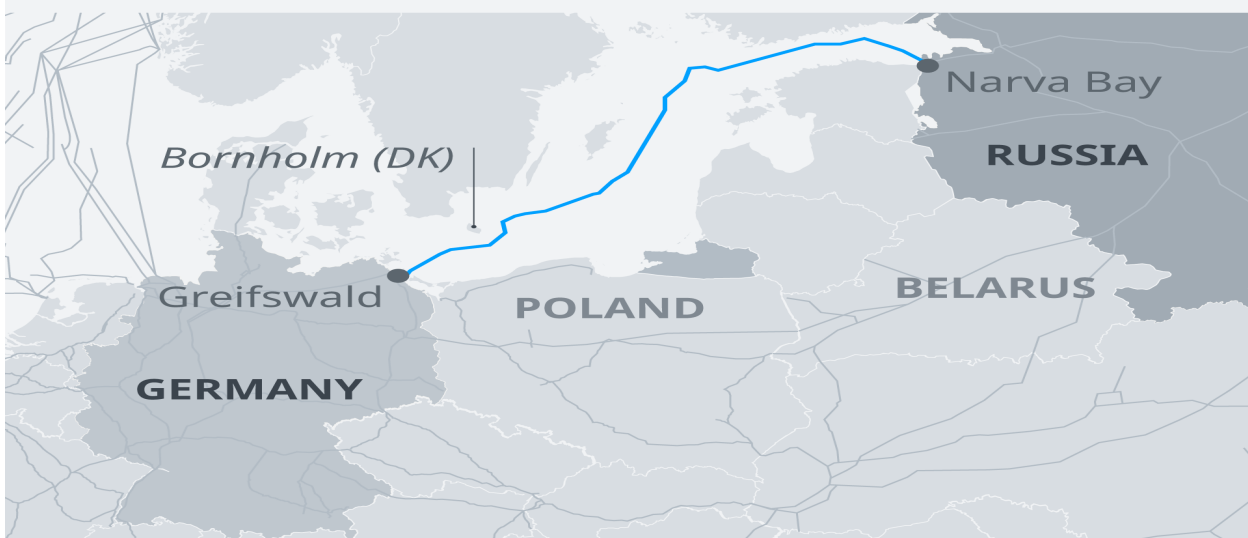 Narva Bay
RUSSIA
Bornholm (DK)
Greifswald
POLAND
BELARUS
GERMANY